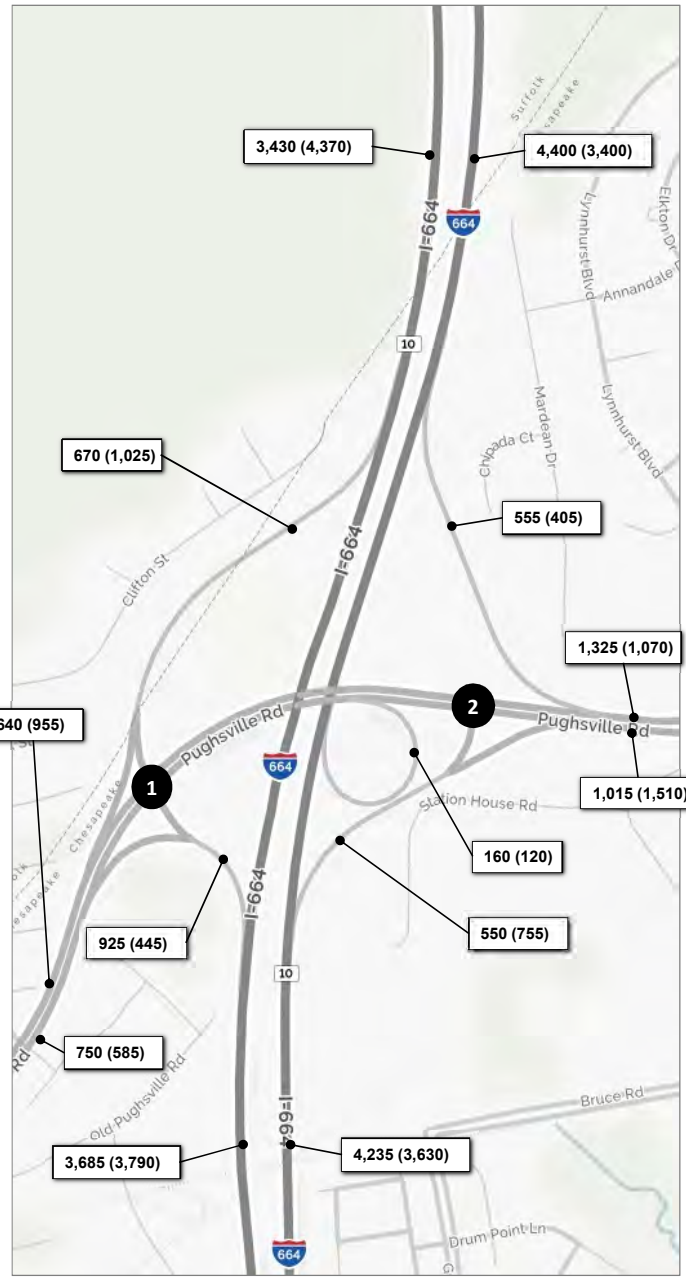 Suffolk
3,430 (4,370)
4,400 (3,400)
664
I-664
Lynnhurst Blvd
Elkton Dr
Annandale
10
Mardean Dr
Lynnhurst Blvd
Chipada Ct
670 (1,025)
555 (405)
I-664
Clifton St
1,325 (1,070)
640 (955)
2
Pughsville Rd
Pughsville Rd
664
1
1,015 (1,510)
Chesapeake
Station House Rd
160 (120)
I-664
550 (755)
925 (445)
10
750 (585)
Rd
Old Pughsville Rd
Bruce Rd
I-664
3,685 (3,790)
4,235 (3,630)
Drum Point Ln
664
G